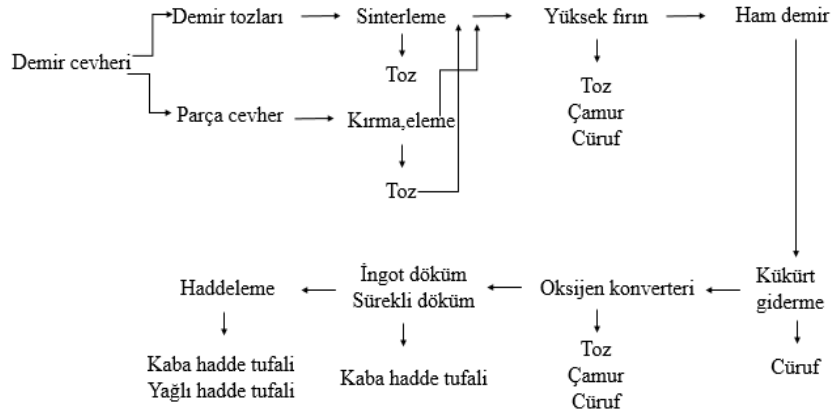 Demir tozları
Sinterleme
Yüksek fırın
Ham demir
Demir cevheri
Toz
Parça cevher
Kırma,eleme
Toz
Çamur
Cüruf
Toz
Haddeleme
İngot döküm
Sürekli döküm
Oksijen konverteri
Kükürt
giderme
Kaba hadde tufali
Yağlı hadde tufali
Kaba hadde tufali
Toz
Çamur
Cüruf
Cüruf